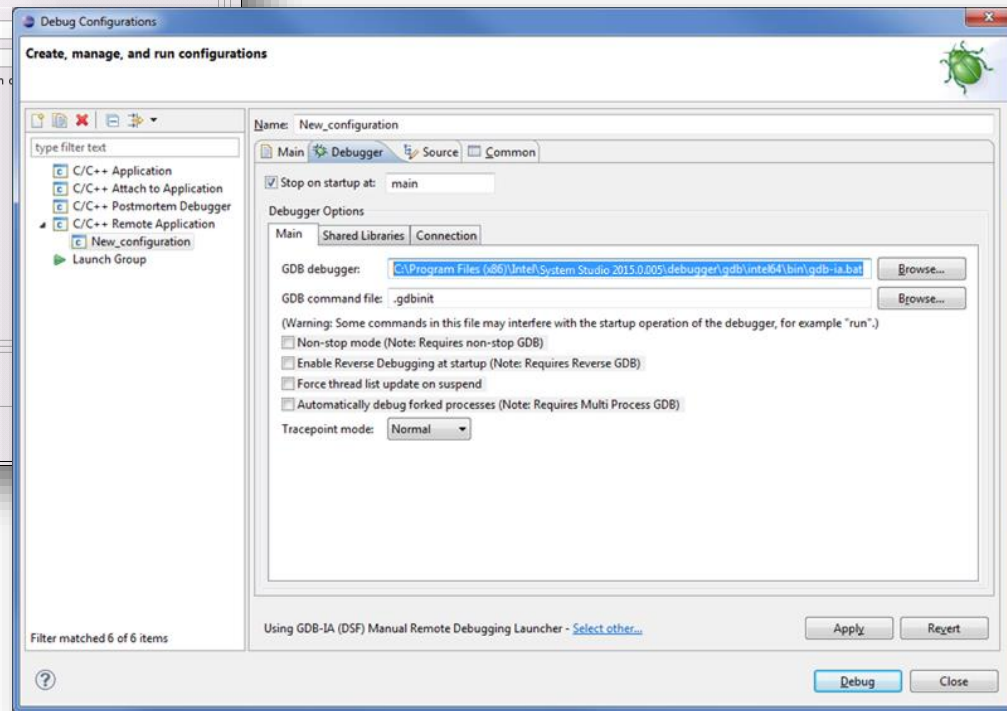 Debug Configurations
Create, manage, and run configurations
Name: New_configuration
type filter text
C/C++ Application
C/C++ Attach to Application
C/C++ Postmortem Debugger
C/C++ Remote Application
New_configuration
Launch Group
Filter matched 6 of 6 items
Main Debugger Source Common
Stop on startup at: main
Debugger Options
Main Shared Libraries Connection
GDB debugger: C:\Program Files (x86)\Intel\System Studio 2015.0.005\debugger\gdb\intel64\bin\gdb-ia.bat Browse...
GDB command file: .gdbinit Browse...
(Warning: Some commands in this file may interfere with the startup operation of the debugger, for example "run".)
Non-stop mode (Note: Requires non-stop GDB)
Enable Reverse Debugging at startup (Note: Requires Reverse GDB)
Force thread list update on suspend
Automatically debug forked processes (Note: Requires Multi Process GDB)
Tracepoint mode: Normal
Using GDB-IA (DSF) Manual Remote Debugging Launcher - Select other...
Apply Revert
Debug Close